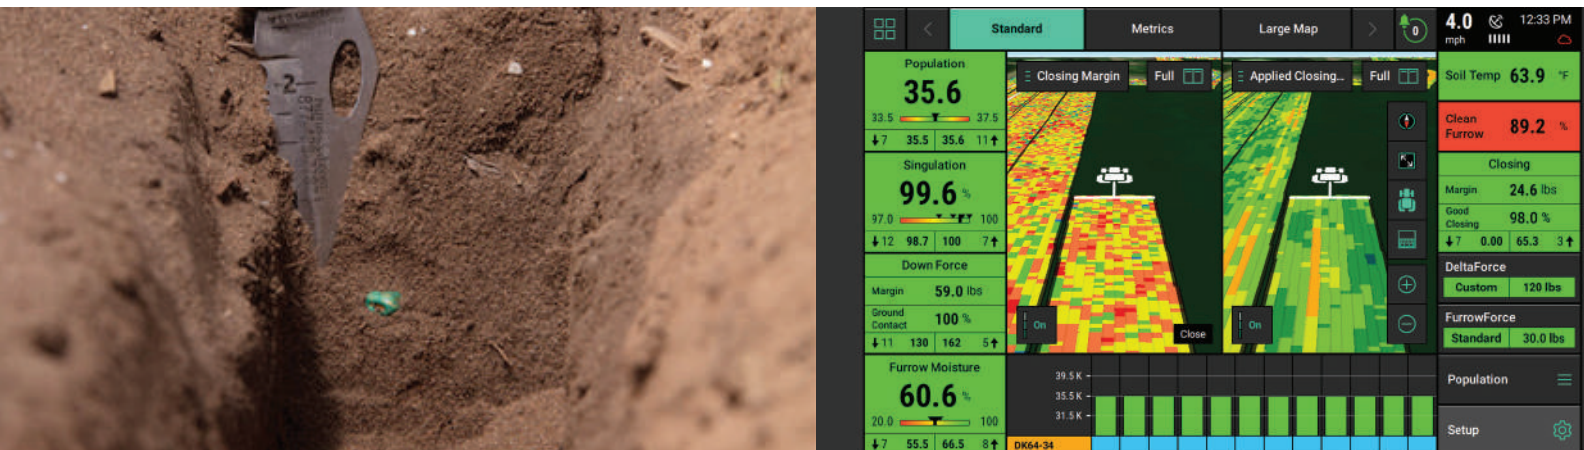 2
Standard
Metrics
Large Map
0
4.0
mph
12:33 PM
Population
35.6
33.5 37.5
7 35.5 35.6 11
Singulation
99.6 %
97.0 100
12 98.7 100 7
Down Force
Margin 59.0 lbs
Ground
Contact 100 %
11 130 162 5
Furrow Moisture
60.6 %
20.0 100
7 55.5 66.5 8
Closing Margin Full
On
Close
Applied Closing... Full
On
39.5 K
35.5 K
31.5 K
DK64-34
Soil Temp 63.9 °F
Clean
Furrow 89.2 %
Closing
Margin 24.6 lbs
Good
Closing 98.0 %
7 0.00 65.3 3
DeltaForce
Custom 120 lbs
FurrowForce
Standard 30.0 lbs
Population
Setup